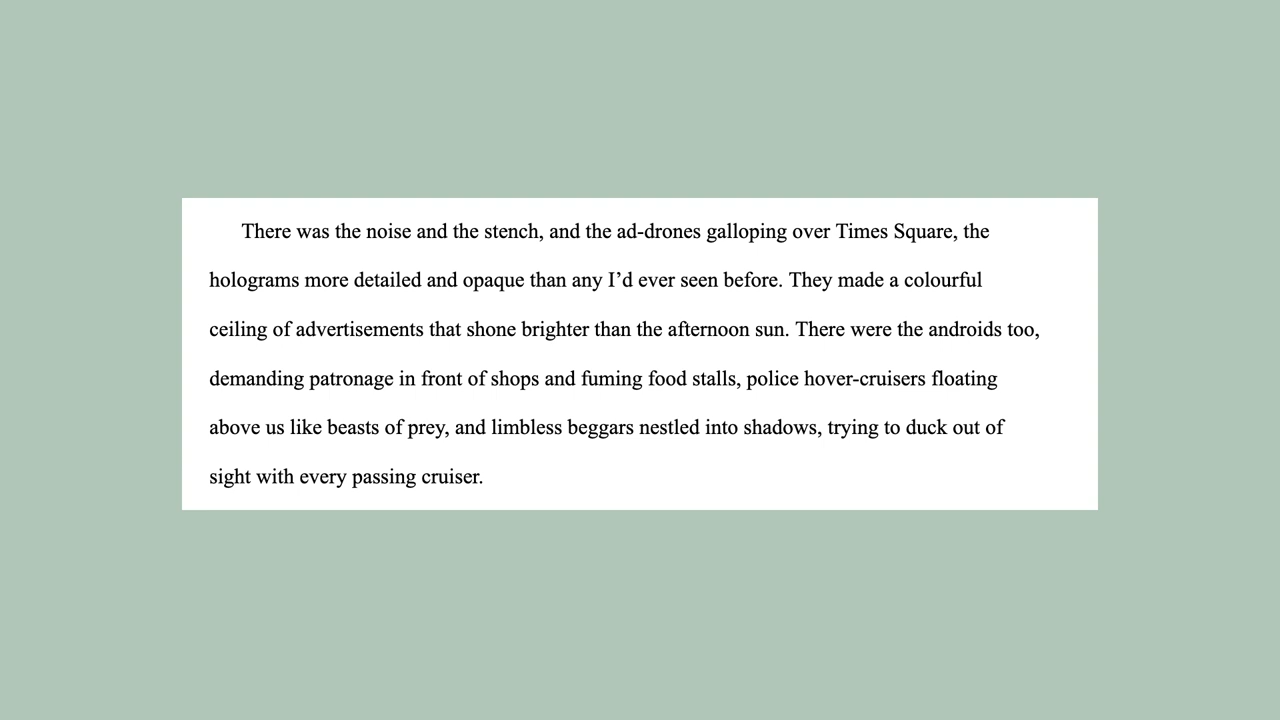 There was the noise and the stench, and the ad-drones galloping over Times Square, the
holograms more detailed and opaque than any I’d ever seen before. They made a colourful
ceiling of advertisements that shone brighter than the afternoon sun. There were the androids too,
demanding patronage in front of shops and fuming food stalls, police hover-cruisers floating
above us like beasts of prey, and limbless beggars nestled into shadows, trying to duck out of
sight with every passing cruiser.